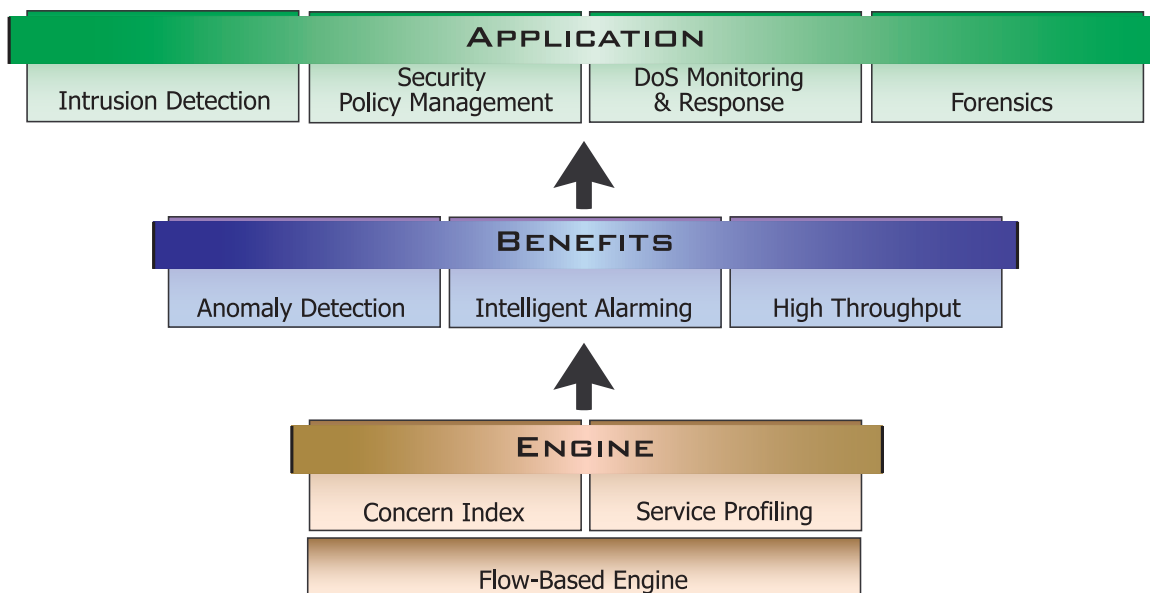 APPLICATION
Intrusion Detection
Security
Policy Management
DoS Monitoring
& Response
Forensics
BENEFITS
Anomaly Detection
Intelligent Alarming
High Throughput
ENGINE
Concern Index
Service Profiling
Flow-Based Engine